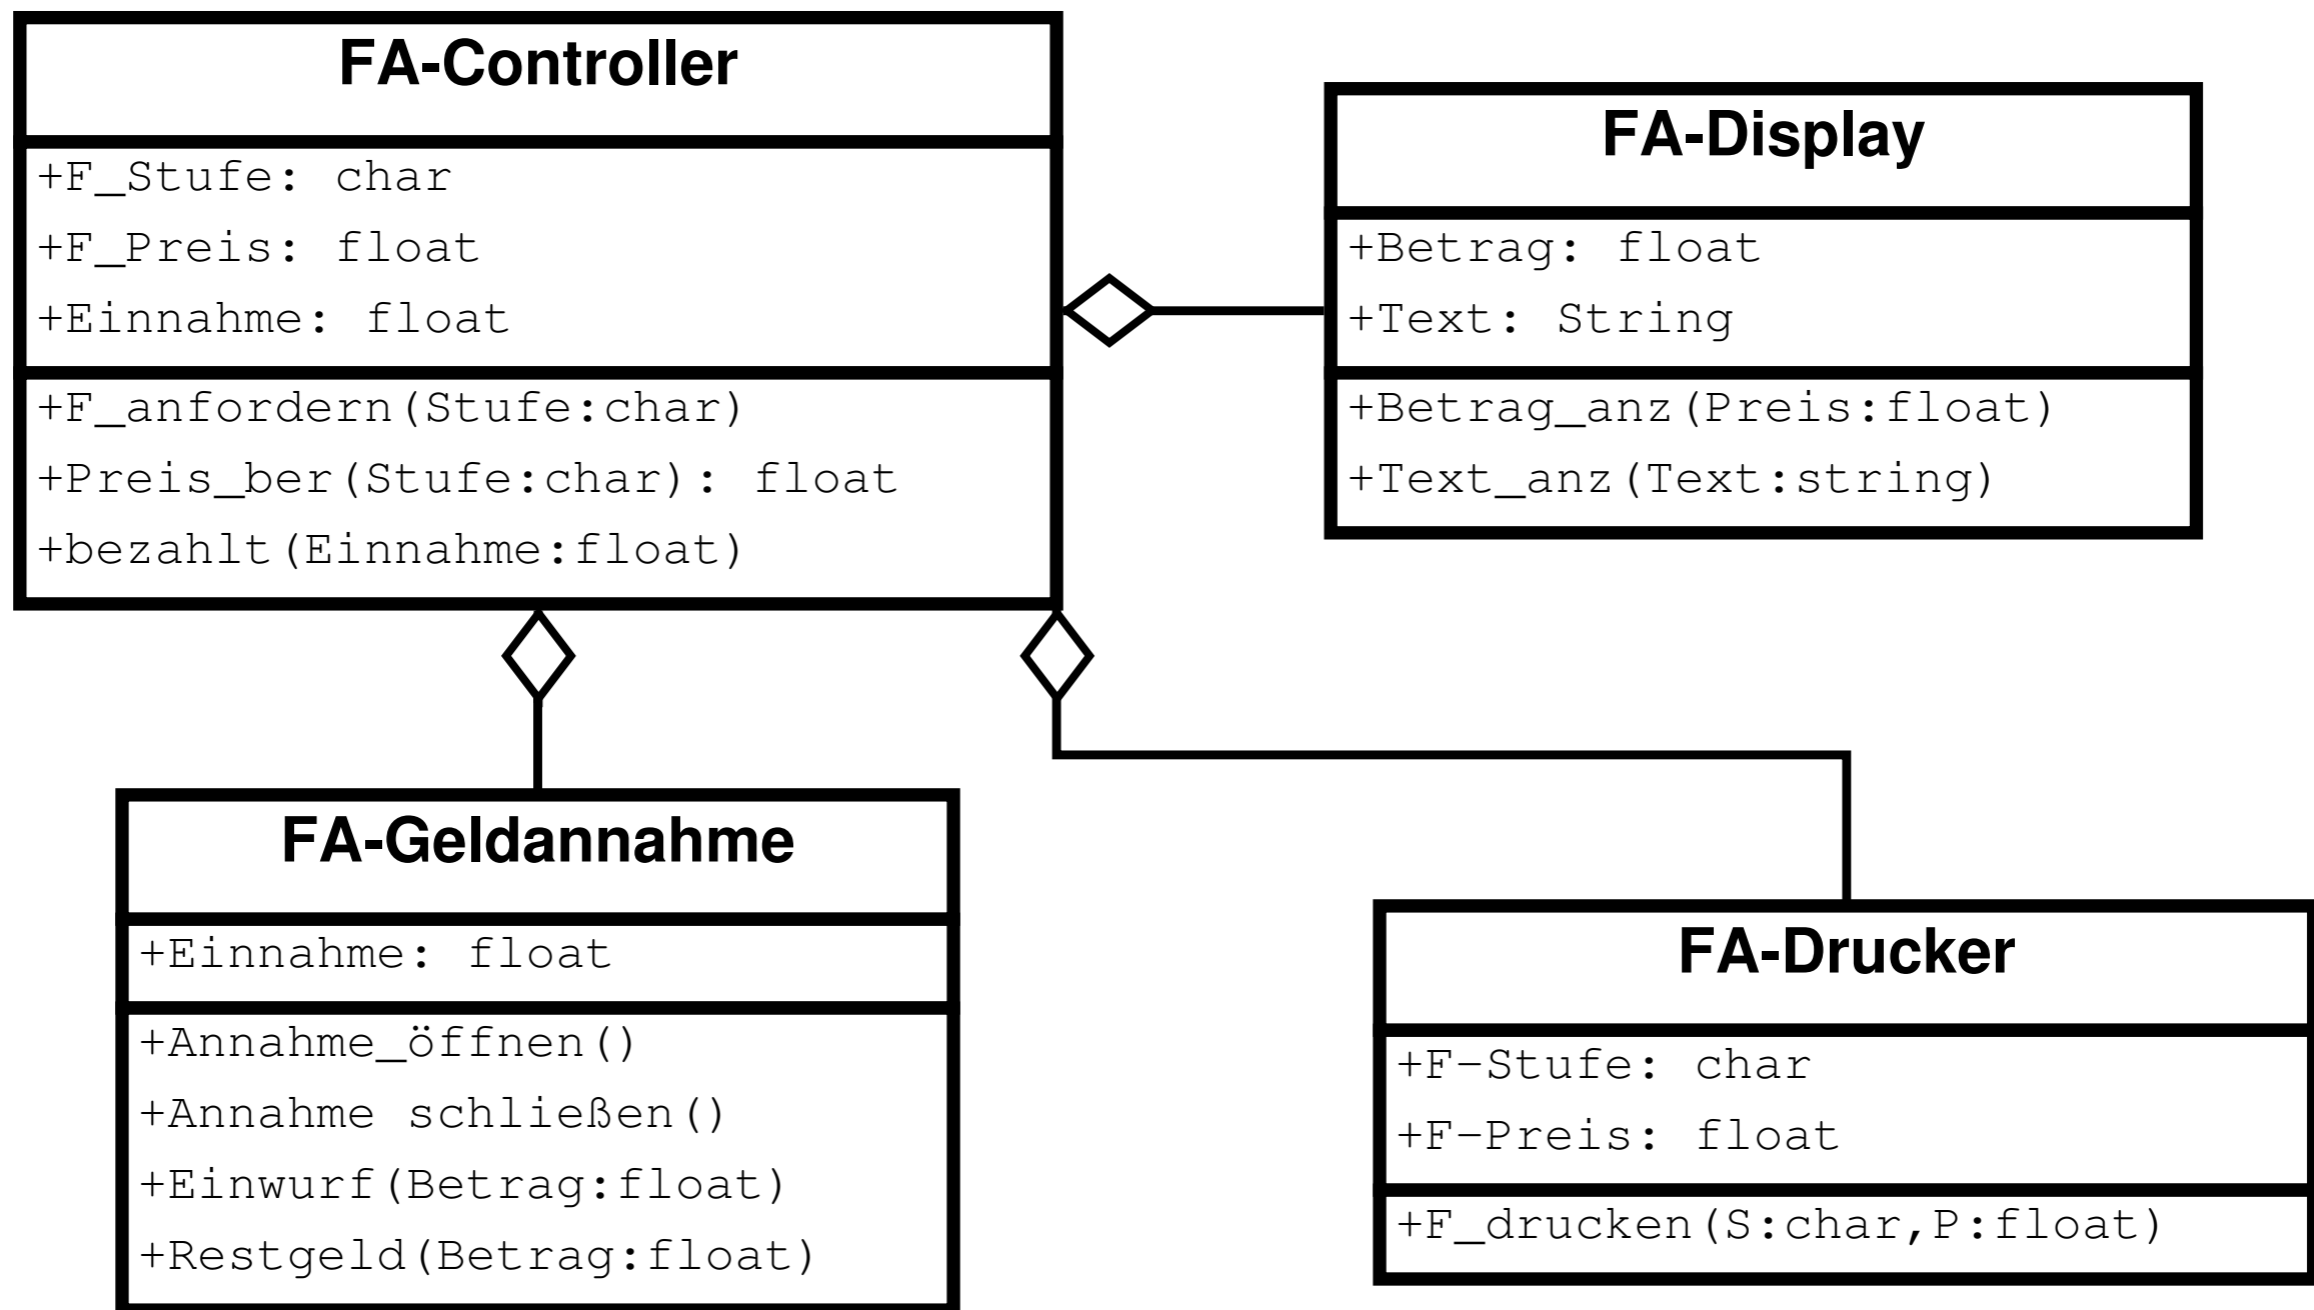 FA-Controller
+F_Stufe: char
+F_Preis: float
+Einnahme: float
+F_anfordern(Stufe:char)
+Preis_ber(Stufe:char): float
+bezahlt(Einnahme:float)
FA-Display
+Betrag: float
+Text: String
+Betrag_anz(Preis:float)
+Text_anz(Text:string)
FA-Geldannahme
+Einnahme: float
+Annahme_öffnen()
+Annahme schließen()
+Einwurf(Betrag:float)
+Restgeld(Betrag:float)
FA-Drucker
+F-Stufe: char
+F-Preis: float
+F_drucken(S:char,P:float)